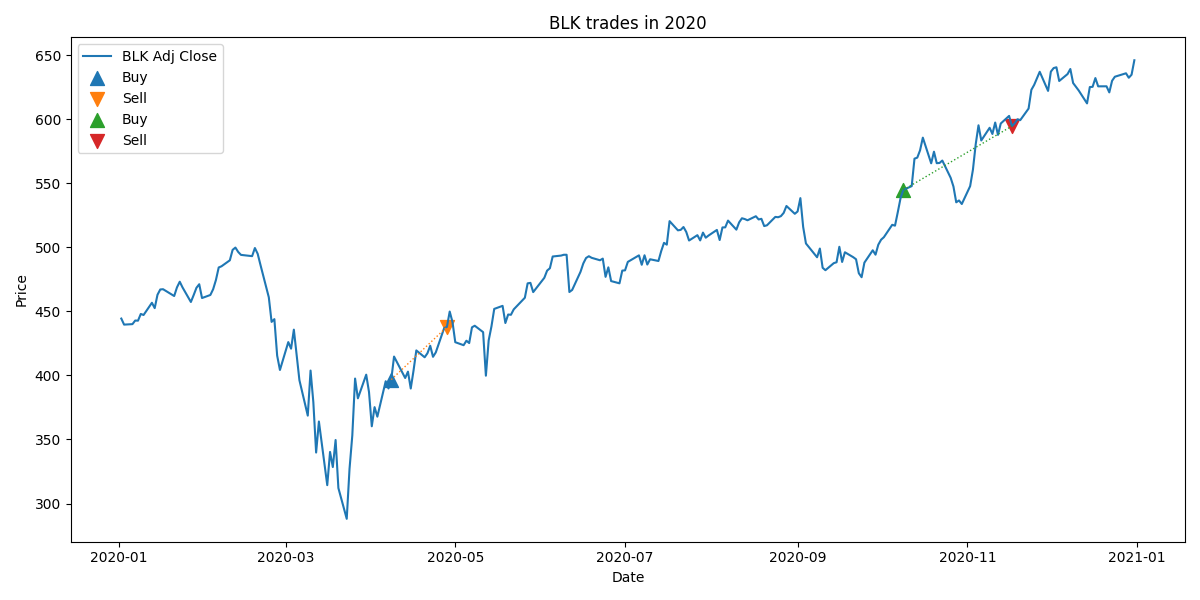 BLK trades in 2020
BLK Adj Close
Buy
Sell
Buy
Sell
Price
650
600
550
500
450
400
350
300
2020-01
2020-03
2020-05
2020-07
2020-09
2020-11
2021-01
Date